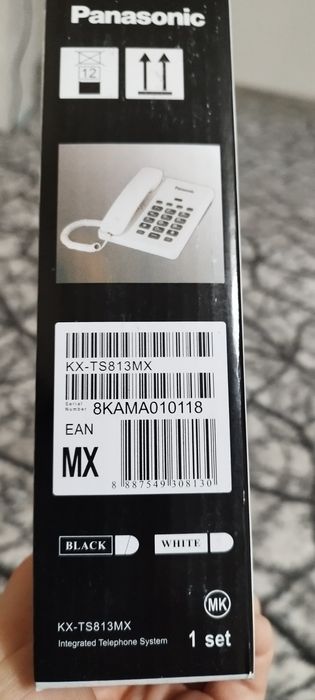 Panasonic
12
Panasonic
KX-TS813MX
Serial
Number 8KAMA010118
EAN
MX
8 887549 308130
BLACK WHITE
MK
KX-TS813MX
Integrated Telephone System 1 set